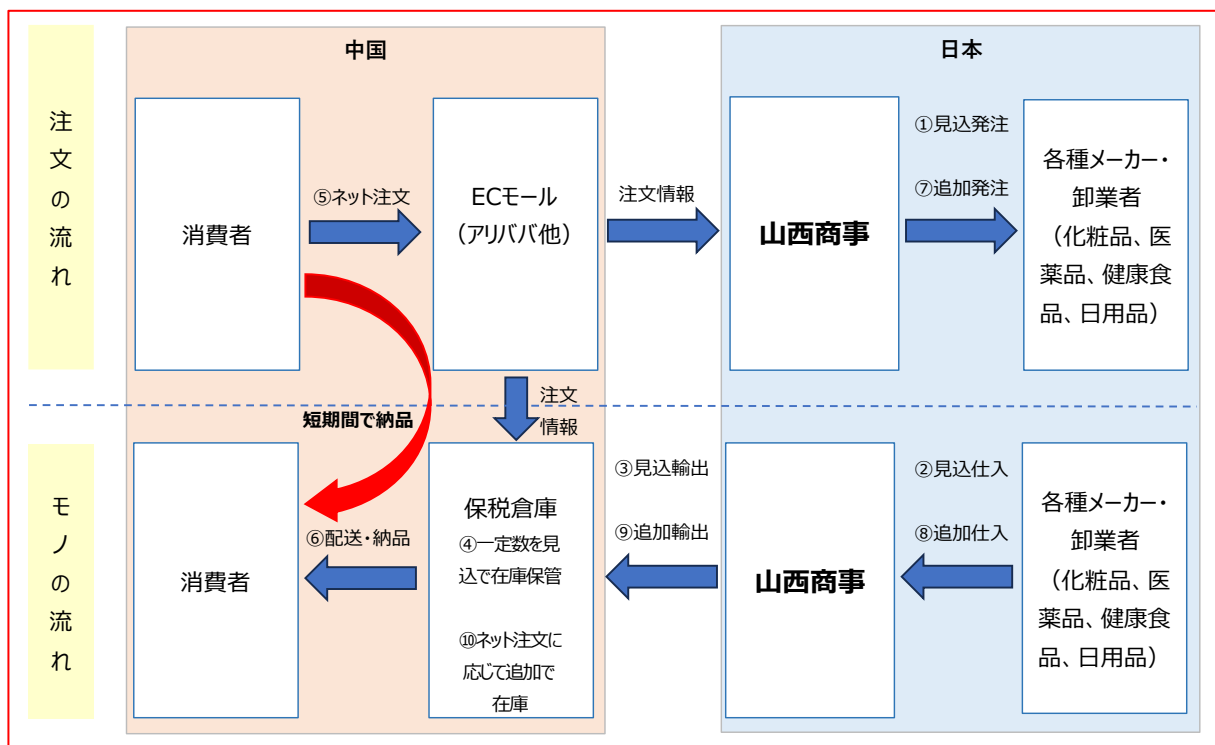 中国
日本
注文の流れ
消費者
⑤ネット注文
ECモール
（アリババ他）
注文情報
山西商事
①見込発注
⑦追加発注
各種メーカー・
卸業者
（化粧品、医
薬品、健康食
品、日用品）
短期間で納品
注文
情報
モノの流れ
消費者
⑥配送・納品
保税倉庫
④一定数を見
込で在庫保管
⑩ネット注文に
応じて追加で
在庫
③見込輸出
⑨追加輸出
山西商事
②見込仕入
⑧追加仕入
各種メーカー・
卸業者
（化粧品、医
薬品、健康食
品、日用品）